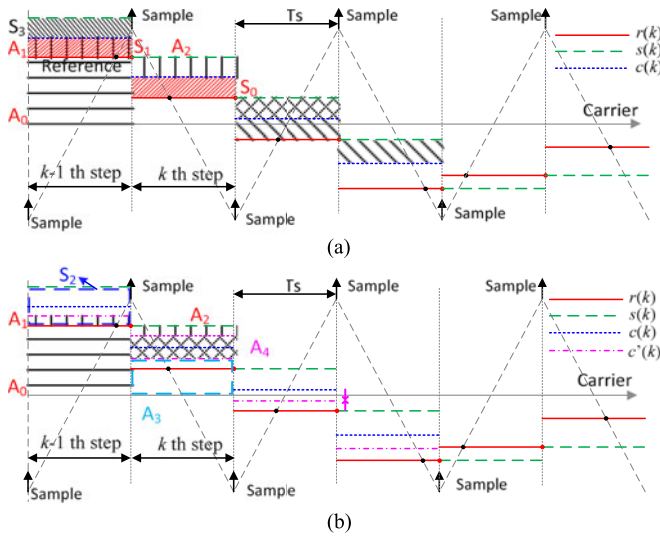 Sample
Ts
Sample
Sample
r(k)
s(k)
c(k)
S₃
A₁
S₁
A₂
Reference
S₀
A₀
Carrier
k-1 th step
k th step
Sample
Sample
Sample
(a)
S₂
Sample
Ts
Sample
Sample
r(k)
s(k)
c(k)
c*(k)
A₁
A₂
A₄
A₀
Carrier
A₃
k-1 th step
k th step
Sample
Sample
Sample
(b)